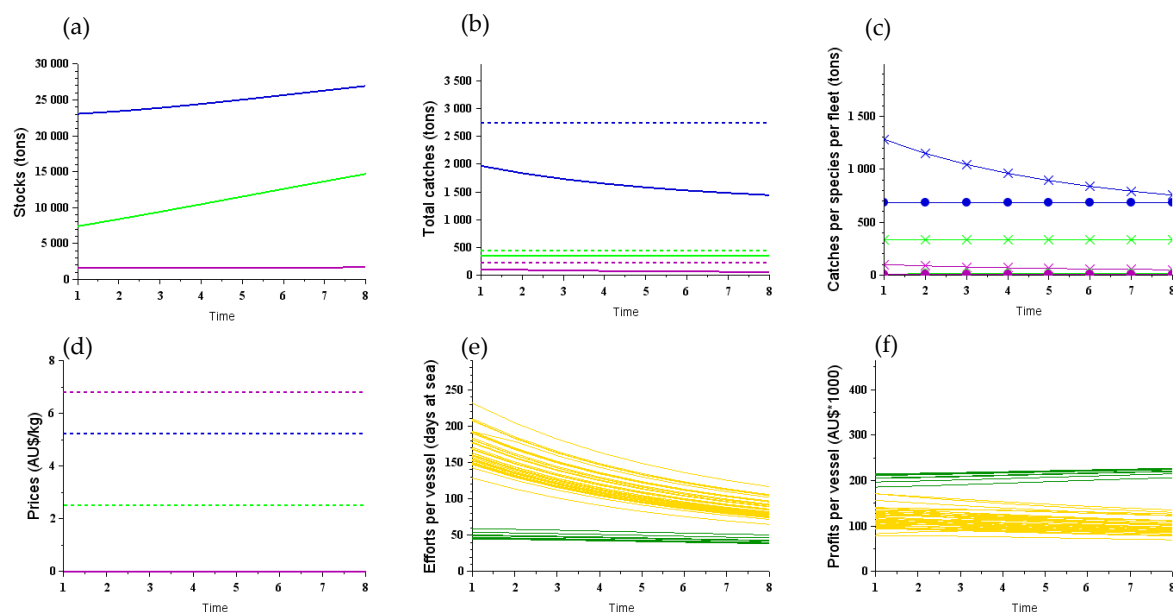 (a)
Stocks (tons)
30 000
25 000
20 000
15 000
10 000
5 000
0
1 2 3 4 5 6 7 8
Time
(b)
Total catches (tons)
3 500
3 000
2 500
2 000
1 500
1 000
500
0
1 2 3 4 5 6 7 8
Time
(c)
Catches per species per fleet (tons)
1 500
1 000
500
0
1 2 3 4 5 6 7 8
Time
(d)
Prices (AU$/kg)
8
6
4
2
0
1 2 3 4 5 6 7 8
Time
(e)
Efforts per vessel (days at sea)
250
200
150
100
50
0
1 2 3 4 5 6 7 8
Time
(f)
Profits per vessel (AU$*1000)
400
300
200
100
0
1 2 3 4 5 6 7 8
Time